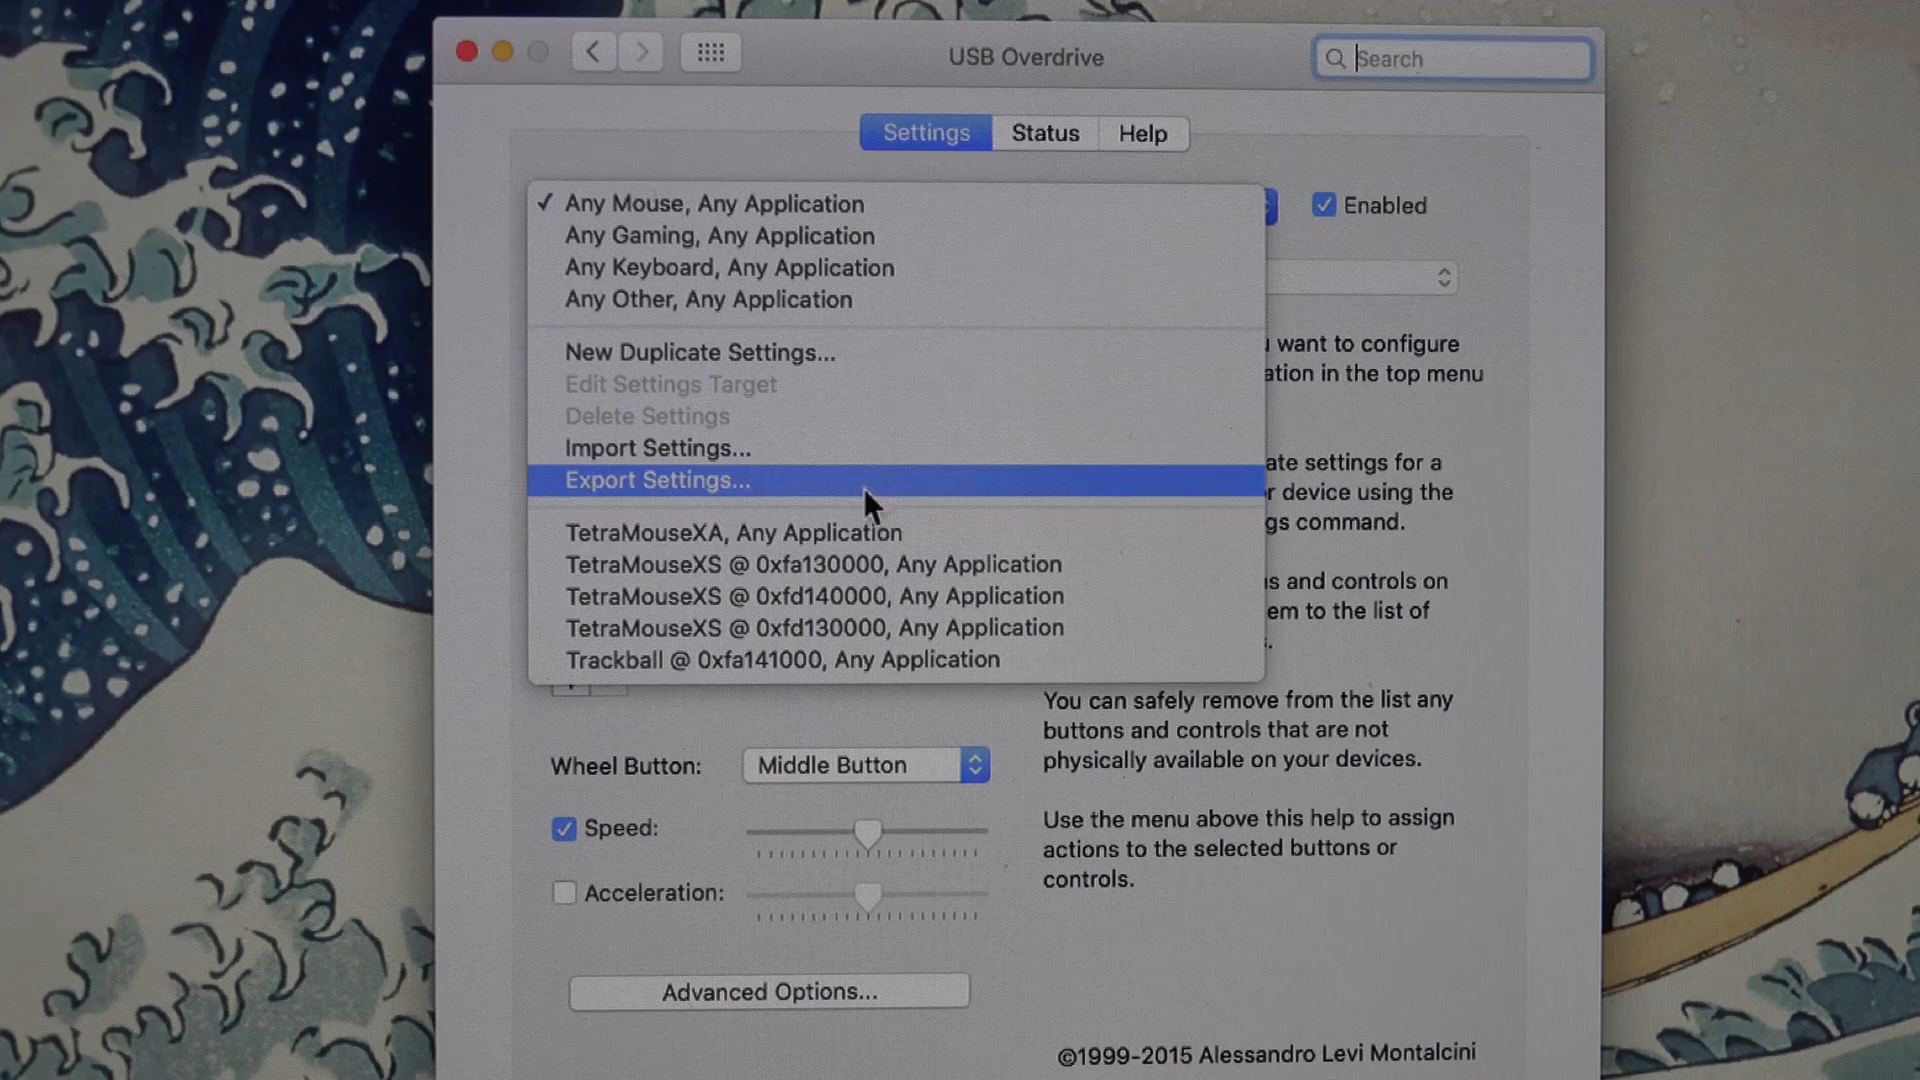 USB Overdrive
Search
Settings
Status
Help
✓ Any Mouse, Any Application
Enabled
Any Gaming, Any Application
Any Keyboard, Any Application
Any Other, Any Application
want to configure
ation in the top menu
New Duplicate Settings...
Edit Settings Target
Delete Settings
Import Settings...
Export Settings...
ate settings for a
r device using the
gs command.
TetraMouseXA, Any Application
TetraMouseXS @ 0xfa130000, Any Application
TetraMouseXS @ 0xfd140000, Any Application
TetraMouseXS @ 0xfd130000, Any Application
Trackball @ 0xfa141000, Any Application
s and controls on
em to the list of
You can safely remove from the list any
buttons and controls that are not
physically available on your devices.
Wheel Button:
Middle Button
Speed:
Acceleration:
Use the menu above this help to assign
actions to the selected buttons or
controls.
Advanced Options...
©1999-2015 Alessandro Levi Montalcini